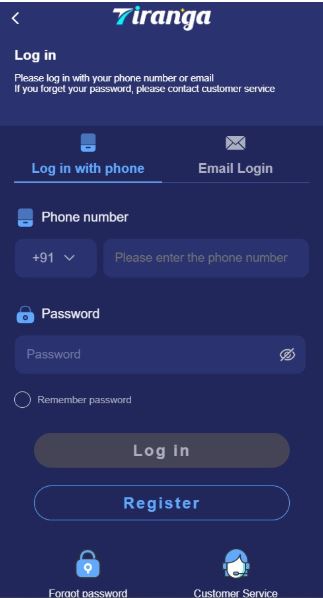 Tiranga
Log in
Please log in with your phone number or email
If you forget your password, please contact customer service
Log in with phone
Email Login
Phone number
+91
Please enter the phone number
Password
Password
Remember password
Log in
Register
Forgot password
Customer Service